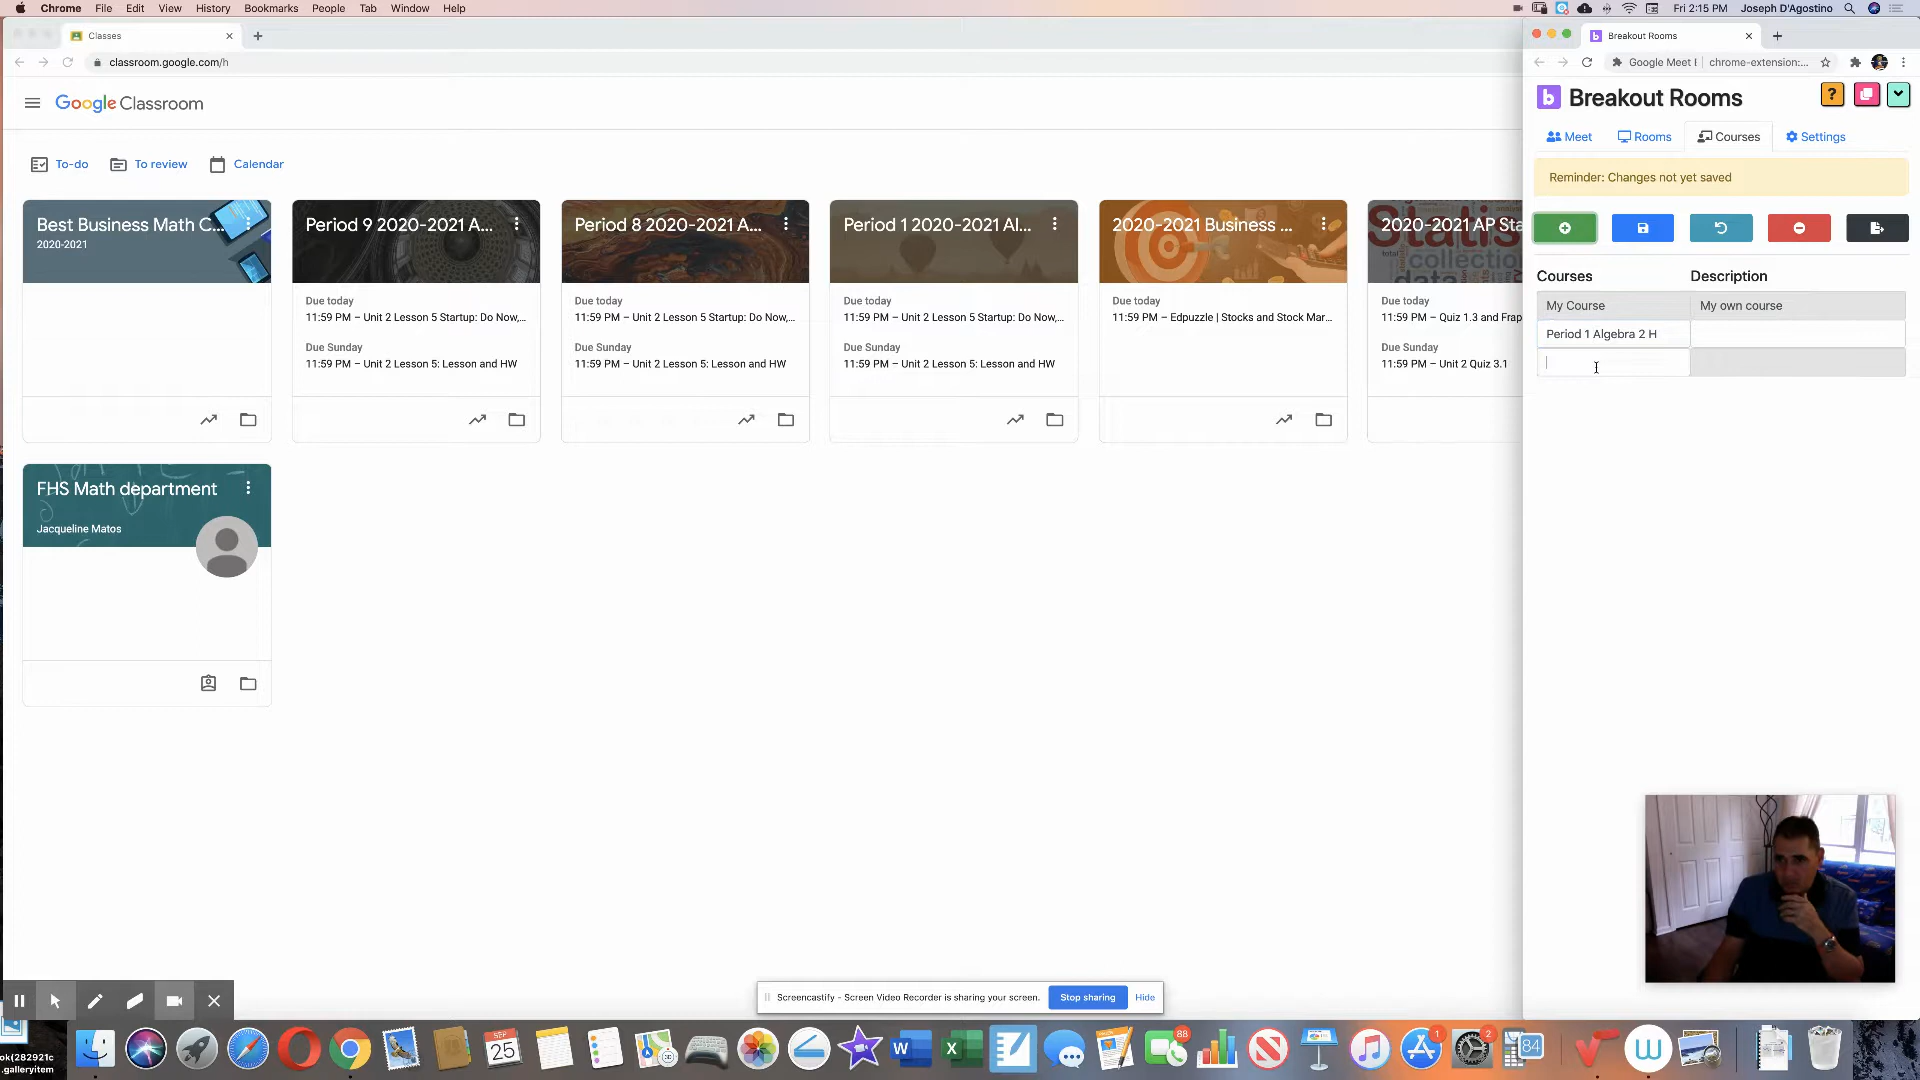 Chrome File Edit View History Bookmarks People Tab Window Help
Fri 2:15 PM Joseph D'Agostino
Classes
classroom.google.com/h
Google Classroom
To-do To review Calendar
Best Business Math C...
2020-2021
Period 9 2020-2021 A...
Due today
11:59 PM – Unit 2 Lesson 5 Startup: Do Now,...
Due Sunday
11:59 PM – Unit 2 Lesson 5: Lesson and HW
Period 8 2020-2021 A...
Due today
11:59 PM – Unit 2 Lesson 5 Startup: Do Now,...
Due Sunday
11:59 PM – Unit 2 Lesson 5: Lesson and HW
Period 1 2020-2021 Al...
Due today
11:59 PM – Unit 2 Lesson 5 Startup: Do Now,...
Due Sunday
11:59 PM – Unit 2 Lesson 5: Lesson and HW
2020-2021 Business ...
Due today
11:59 PM – Edpuzzle | Stocks and Stock Mar...
2020-2021 AP Sta
Due today
11:59 PM – Quiz 1.3 and Frap
Due Sunday
11:59 PM – Unit 2 Quiz 3.1
FHS Math department
Jacqueline Matos
Breakout Rooms
Google Meet chrome-extension:...
Breakout Rooms
?
Meet Rooms Courses Settings
Reminder: Changes not yet saved
Courses Description
My Course My own course
Period 1 Algebra 2 H
Screencastify - Screen Video Recorder is sharing your screen. Stop sharing Hide
ok(282921c
.galleryitem
SEP
25
88
1
2
84